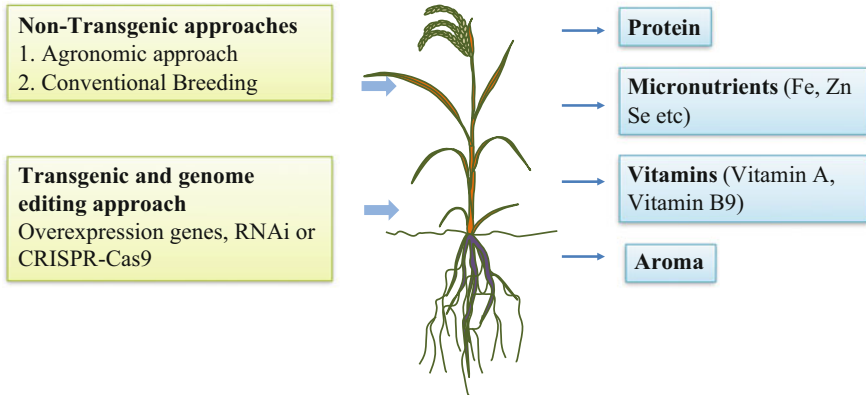 Non-Transgenic approaches
1. Agronomic approach
2. Conventional Breeding
Transgenic and genome
editing approach
Overexpression genes, RNAi or
CRISPR-Cas9
Protein
Micronutrients (Fe, Zn
Se etc)
Vitamins (Vitamin A,
Vitamin B9)
Aroma